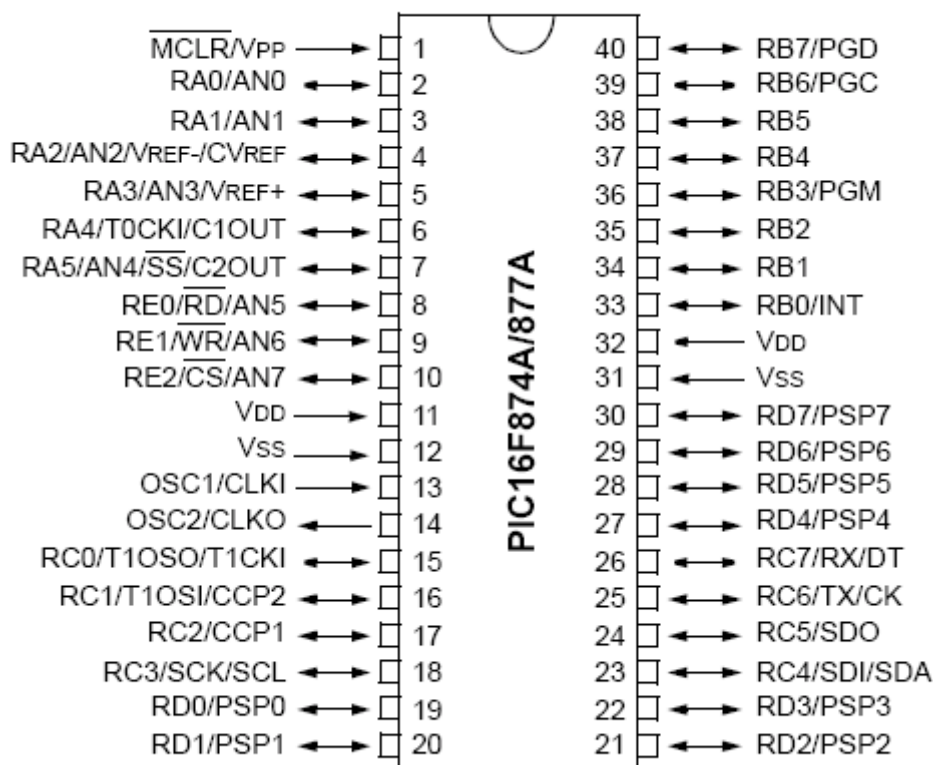 MCLR/VPP 1 40 RB7/PGD
RA0/AN0 2 39 RB6/PGC
RA1/AN1 3 38 RB5
RA2/AN2/VREF-/CVREF 4 37 RB4
RA3/AN3/VREF+ 5 36 RB3/PGM
RA4/T0CKI/C1OUT 6 35 RB2
RA5/AN4/SS/C2OUT 7 34 RB1
RE0/RD/AN5 8 33 RB0/INT
RE1/WR/AN6 9 32 VDD
RE2/CS/AN7 10 31 VSS
VDD 11 30 RD7/PSP7
VSS 12 29 RD6/PSP6
OSC1/CLKI 13 28 RD5/PSP5
OSC2/CLKO 14 27 RD4/PSP4
RC0/T1OSO/T1CKI 15 26 RC7/RX/DT
RC1/T1OSI/CCP2 16 25 RC6/TX/CK
RC2/CCP1 17 24 RC5/SDO
RC3/SCK/SCL 18 23 RC4/SDI/SDA
RD0/PSP0 19 22 RD3/PSP3
RD1/PSP1 20 21 RD2/PSP2
PIC16F874A/877A